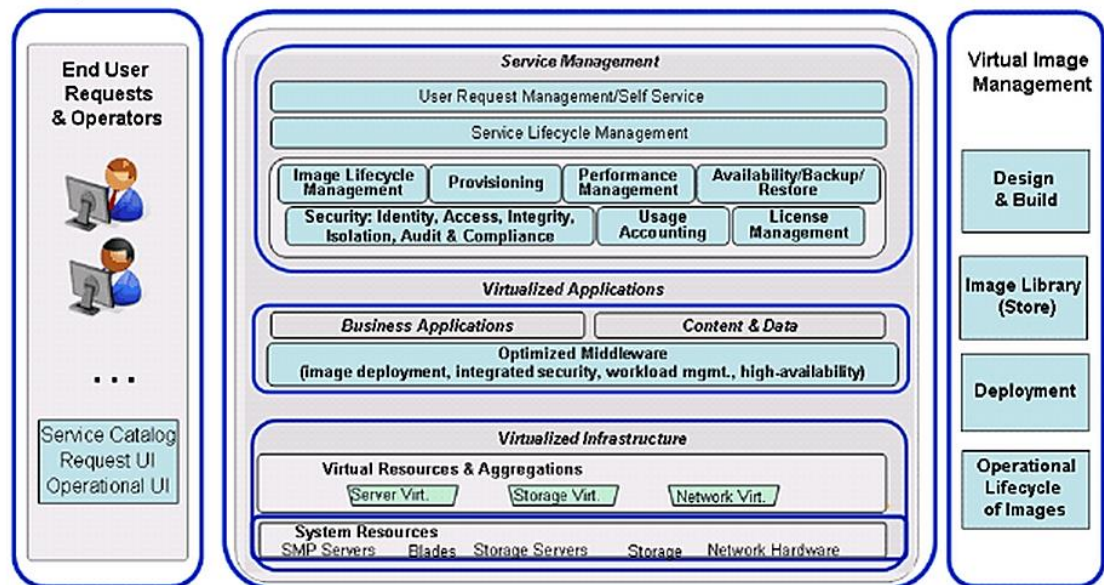 End User
Requests
& Operators
...
Service Catalog
Request UI
Operational UI
Service Management
User Request Management/Self Service
Service Lifecycle Management
Image Lifecycle
Management
Provisioning
Performance
Management
Availability/Backup/
Restore
Security: Identity, Access, Integrity,
Isolation, Audit & Compliance
Usage
Accounting
License
Management
Virtualized Applications
Business Applications
Content & Data
Optimized Middleware
(image deployment, integrated security, workload mgmt., high-availability)
Virtualized Infrastructure
Virtual Resources & Aggregations
Server Virt.
Storage Virt.
Network Virt.
System Resources
SMP Servers Blades Storage Servers Storage Network Hardware
Virtual Image
Management
Design
& Build
Image Library
(Store)
Deployment
Operational
Lifecycle
of Images